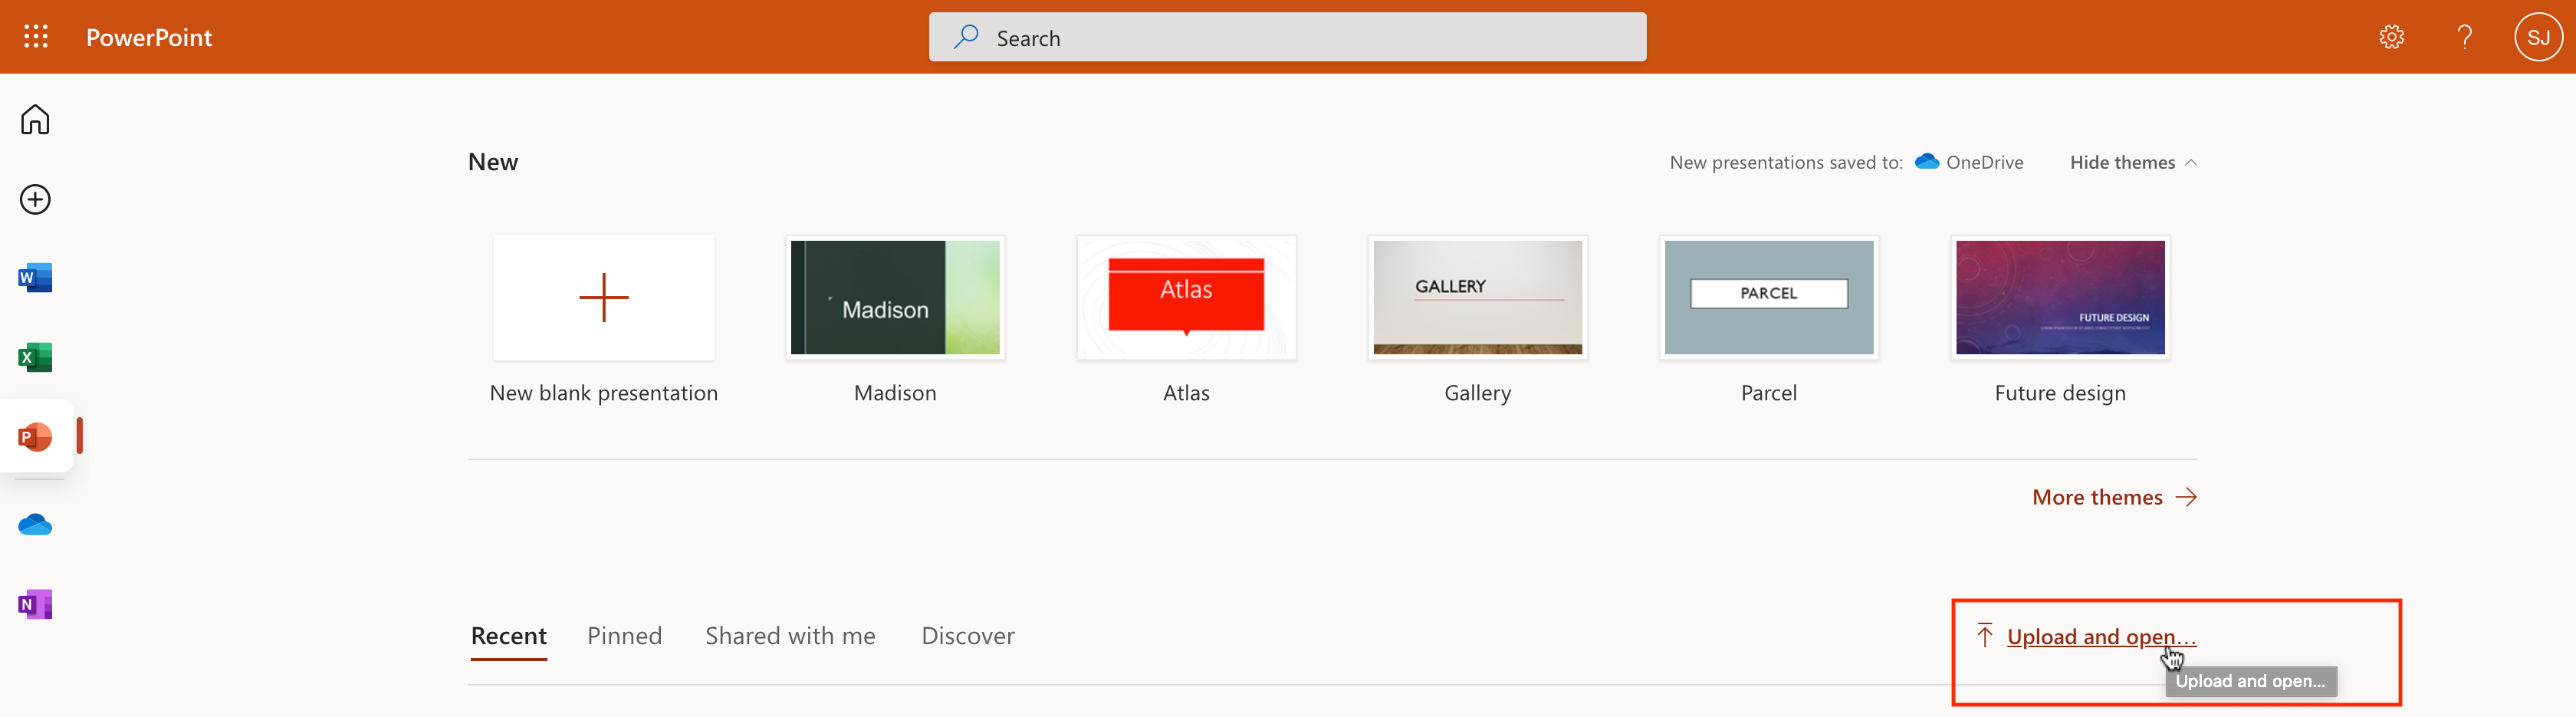 PowerPoint
Search
SJ
New
New presentations saved to: OneDrive
Hide themes
Madison
Atlas
GALLERY
PARCEL
FUTURE DESIGN
New blank presentation
Madison
Atlas
Gallery
Parcel
Future design
More themes
Recent
Pinned
Shared with me
Discover
Upload and open...
Upload and open...
W
X
P
N